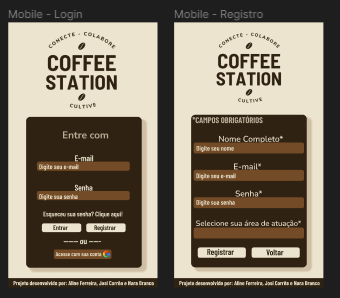 Mobile - Login
CONECTE - COLABORE
COFFEE
STATION
CULTIVE
Entre com
E-mail
Digite seu e-mail
Senha
Digite sua senha
Esqueceu sua senha? Clique aqui!
Entrar
Registrar
---- ou ----
Acesse com sua conta
Projeto desenvolvido por: Aline Ferreira, Josi Corrêa e Nara Branco
Mobile - Registro
CONECTE - COLABORE
COFFEE
STATION
CULTIVE
*CAMPOS OBRIGATÓRIOS
Nome Completo*
Digite seu nome
E-mail*
Digite seu e-mail
Senha*
Digite sua senha
Selecione sua área de atuação*
Registrar
Voltar
Projeto desenvolvido por: Aline Ferreira, Josi Corrêa e Nara Branco